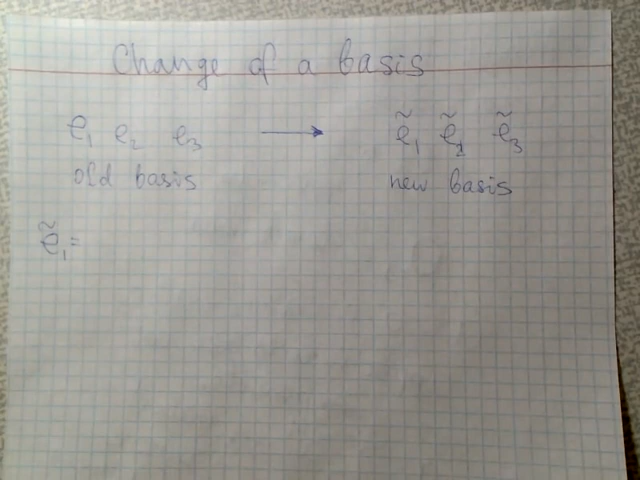 Change of a basis
e₁ e₂ e₃ → ẽ₁ ẽ₂ ẽ₃
old basis new basis
ẽ₁=